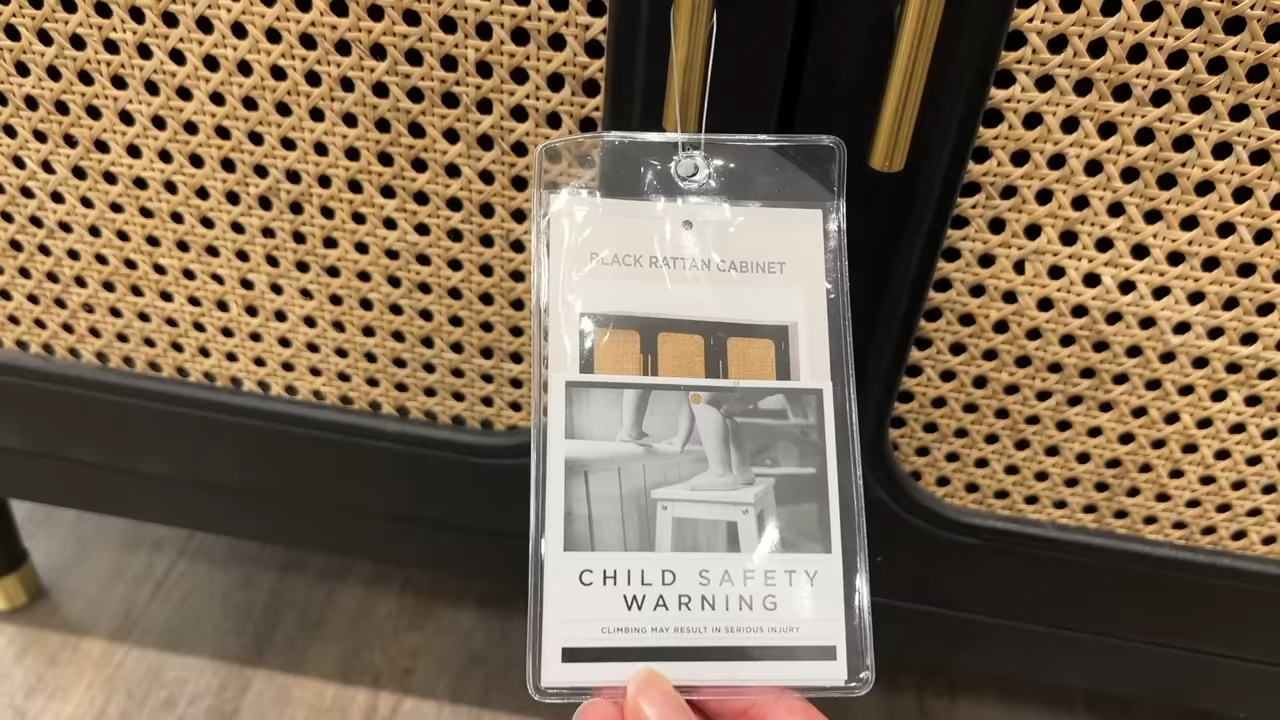 BLACK RATTAN CABINET
CHILD SAFETY
WARNING
CLIMBING MAY RESULT IN SERIOUS INJURY